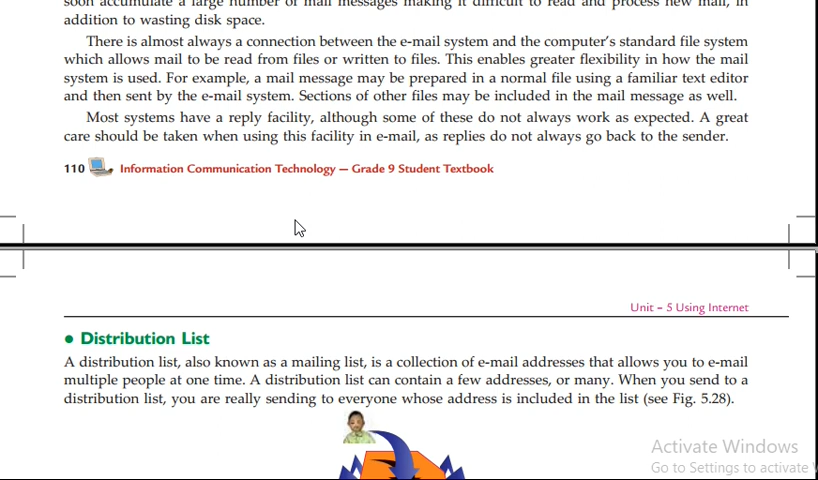 soon accumulate a large number of mail messages making it difficult to read and process new mail, in
addition to wasting disk space.
There is almost always a connection between the e-mail system and the computer's standard file system
which allows mail to be read from files or written to files. This enables greater flexibility in how the mail
system is used. For example, a mail message may be prepared in a normal file using a familiar text editor
and then sent by the e-mail system. Sections of other files may be included in the mail message as well.
Most systems have a reply facility, although some of these do not always work as expected. A great
care should be taken when using this facility in e-mail, as replies do not always go back to the sender.
110 Information Communication Technology — Grade 9 Student Textbook
Unit – 5 Using Internet
• Distribution List
A distribution list, also known as a mailing list, is a collection of e-mail addresses that allows you to e-mail
multiple people at one time. A distribution list can contain a few addresses, or many. When you send to a
distribution list, you are really sending to everyone whose address is included in the list (see Fig. 5.28).
Activate Windows
Go to Settings to activate